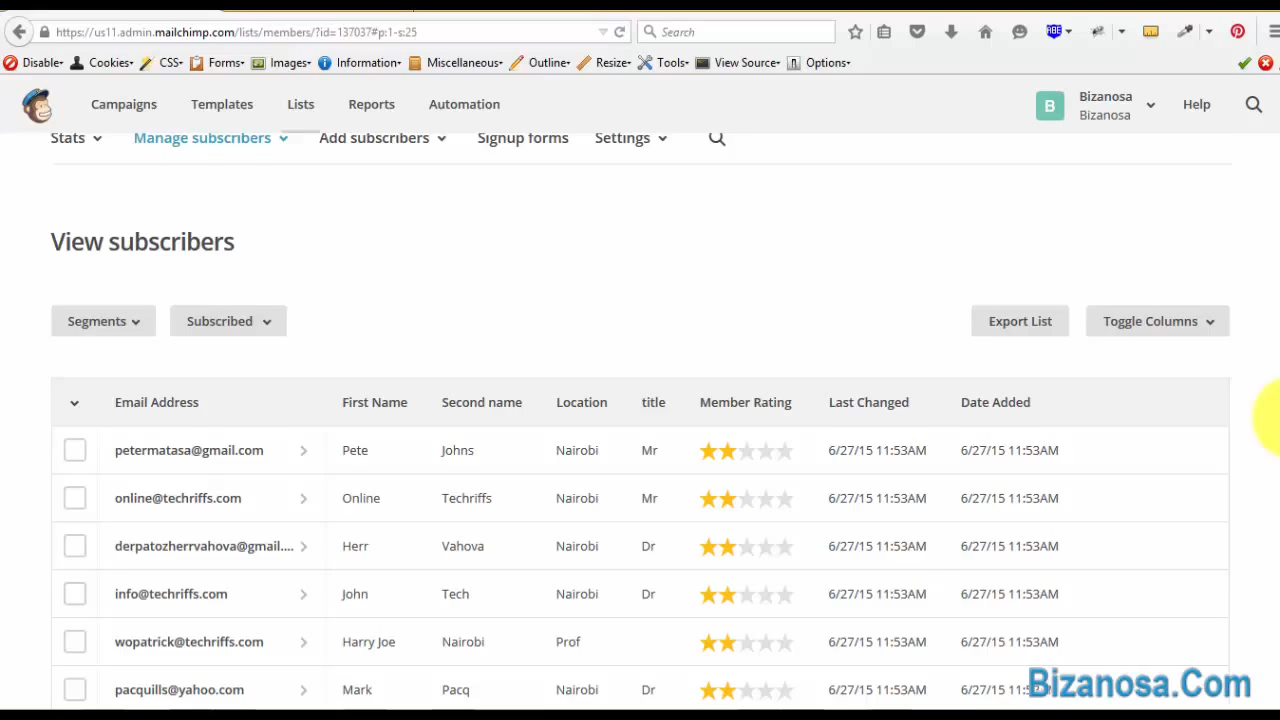 https://us11.admin.mailchimp.com/lists/members/?id=137037#p:1-s:25 Search ABE
Disable Cookies CSS Forms Images Information Miscellaneous Outline Resize Tools View Source Options
Campaigns Templates Lists Reports Automation B Bizanosa Bizanosa Help
Stats Manage subscribers Add subscribers Signup forms Settings
View subscribers
Segments Subscribed Export List Toggle Columns
Email Address First Name Second name Location title Member Rating Last Changed Date Added
petermatasa@gmail.com Pete Johns Nairobi Mr 6/27/15 11:53AM 6/27/15 11:53AM
online@techriffs.com Online Techriffs Nairobi Mr 6/27/15 11:53AM 6/27/15 11:53AM
derpatozherrvahova@gmail.... Herr Vahova Nairobi Dr 6/27/15 11:53AM 6/27/15 11:53AM
info@techriffs.com John Tech Nairobi Dr 6/27/15 11:53AM 6/27/15 11:53AM
wopatrick@techriffs.com Harry Joe Nairobi Prof 6/27/15 11:53AM 6/27/15 11:53AM
pacquills@yahoo.com Mark Pacq Nairobi Dr 6/27/15 11:53AM
Bizanosa.Com